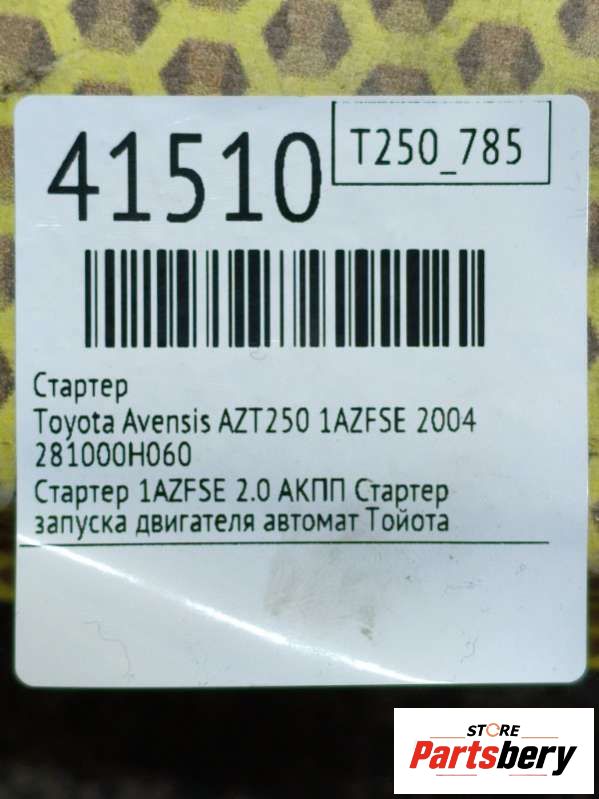 41510
T250_785
Стартер
Toyota Avensis AZT250 1AZFSE 2004
281000H060
Стартер 1AZFSE 2.0 АКПП Стартер
запуска двигателя автомат Тойота
STORE
Partsbery